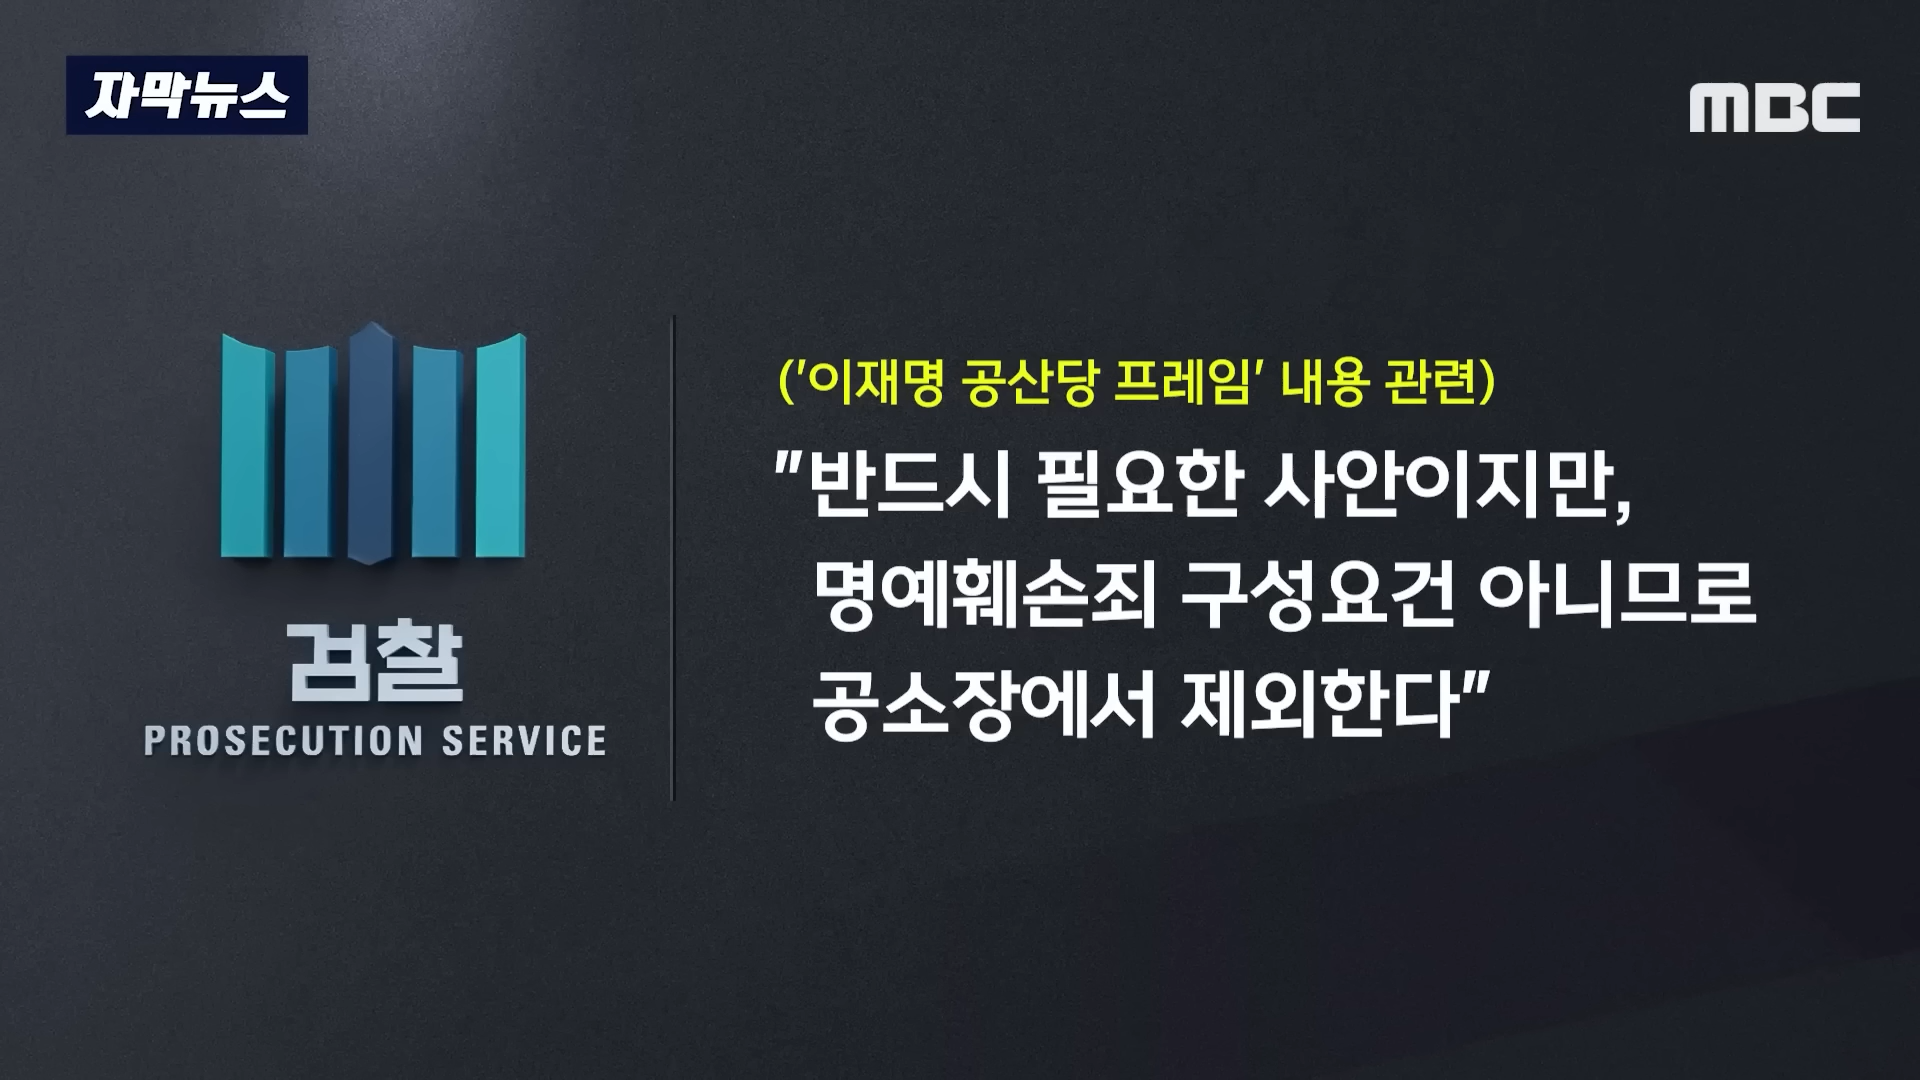 자막뉴스
MBC
검찰
PROSECUTION SERVICE
('이재명 공산당 프레임' 내용 관련)
"반드시 필요한 사안이지만,
명예훼손죄 구성요건 아니므로
공소장에서 제외한다"